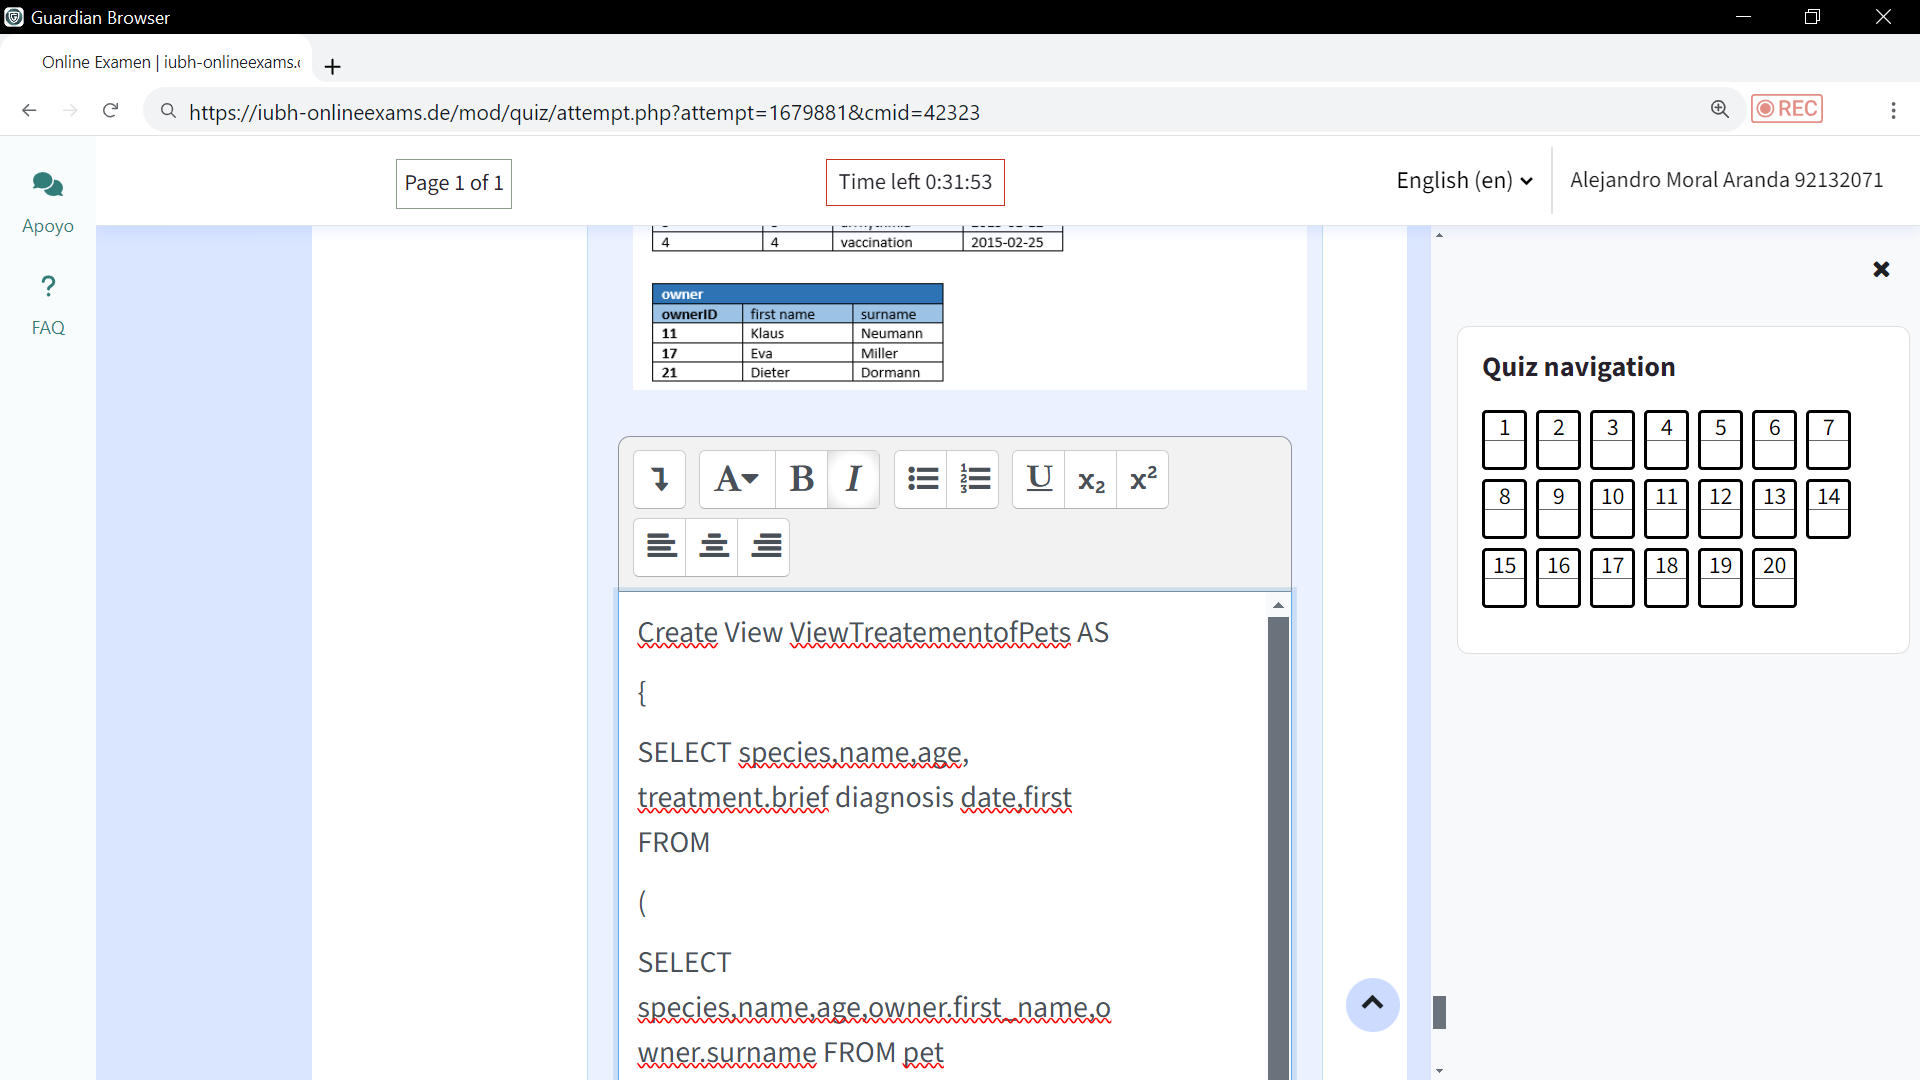 Guardian Browser
Online Examen | iubh-onlineexams.
https://iubh-onlineexams.de/mod/quiz/attempt.php?attempt=1679881&cmid=42323
REC
Page 1 of 1
Time left 0:31:53
English (en)
Alejandro Moral Aranda 92132071
Apoyo
?
FAQ
4 4 vaccination 2015-02-25
owner
ownerID first name surname
11 Klaus Neumann
17 Eva Miller
21 Dieter Dormann
Quiz navigation
1 2 3 4 5 6 7
8 9 10 11 12 13 14
15 16 17 18 19 20
A B I U x₂ x²
Create View ViewTreatementofPets AS
{
SELECT species,name,age,
treatment.brief diagnosis date,first
FROM
(
SELECT
species,name,age,owner.first_name,o
wner.surname FROM pet